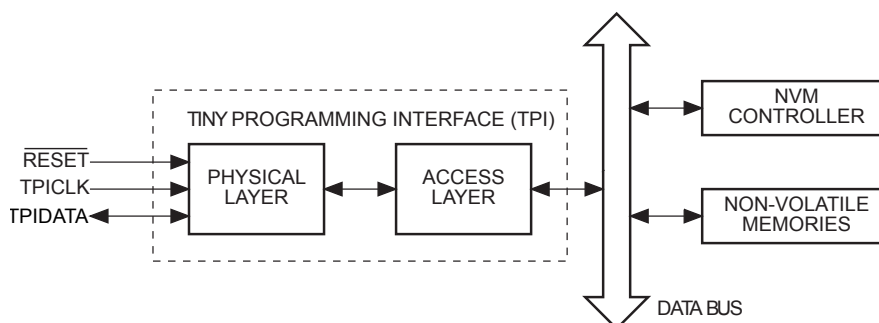 TINY PROGRAMMING INTERFACE (TPI)
RESET
TPICLK
TPIDATA
PHYSICAL
LAYER
ACCESS
LAYER
NVM
CONTROLLER
NON-VOLATILE
MEMORIES
DATA BUS